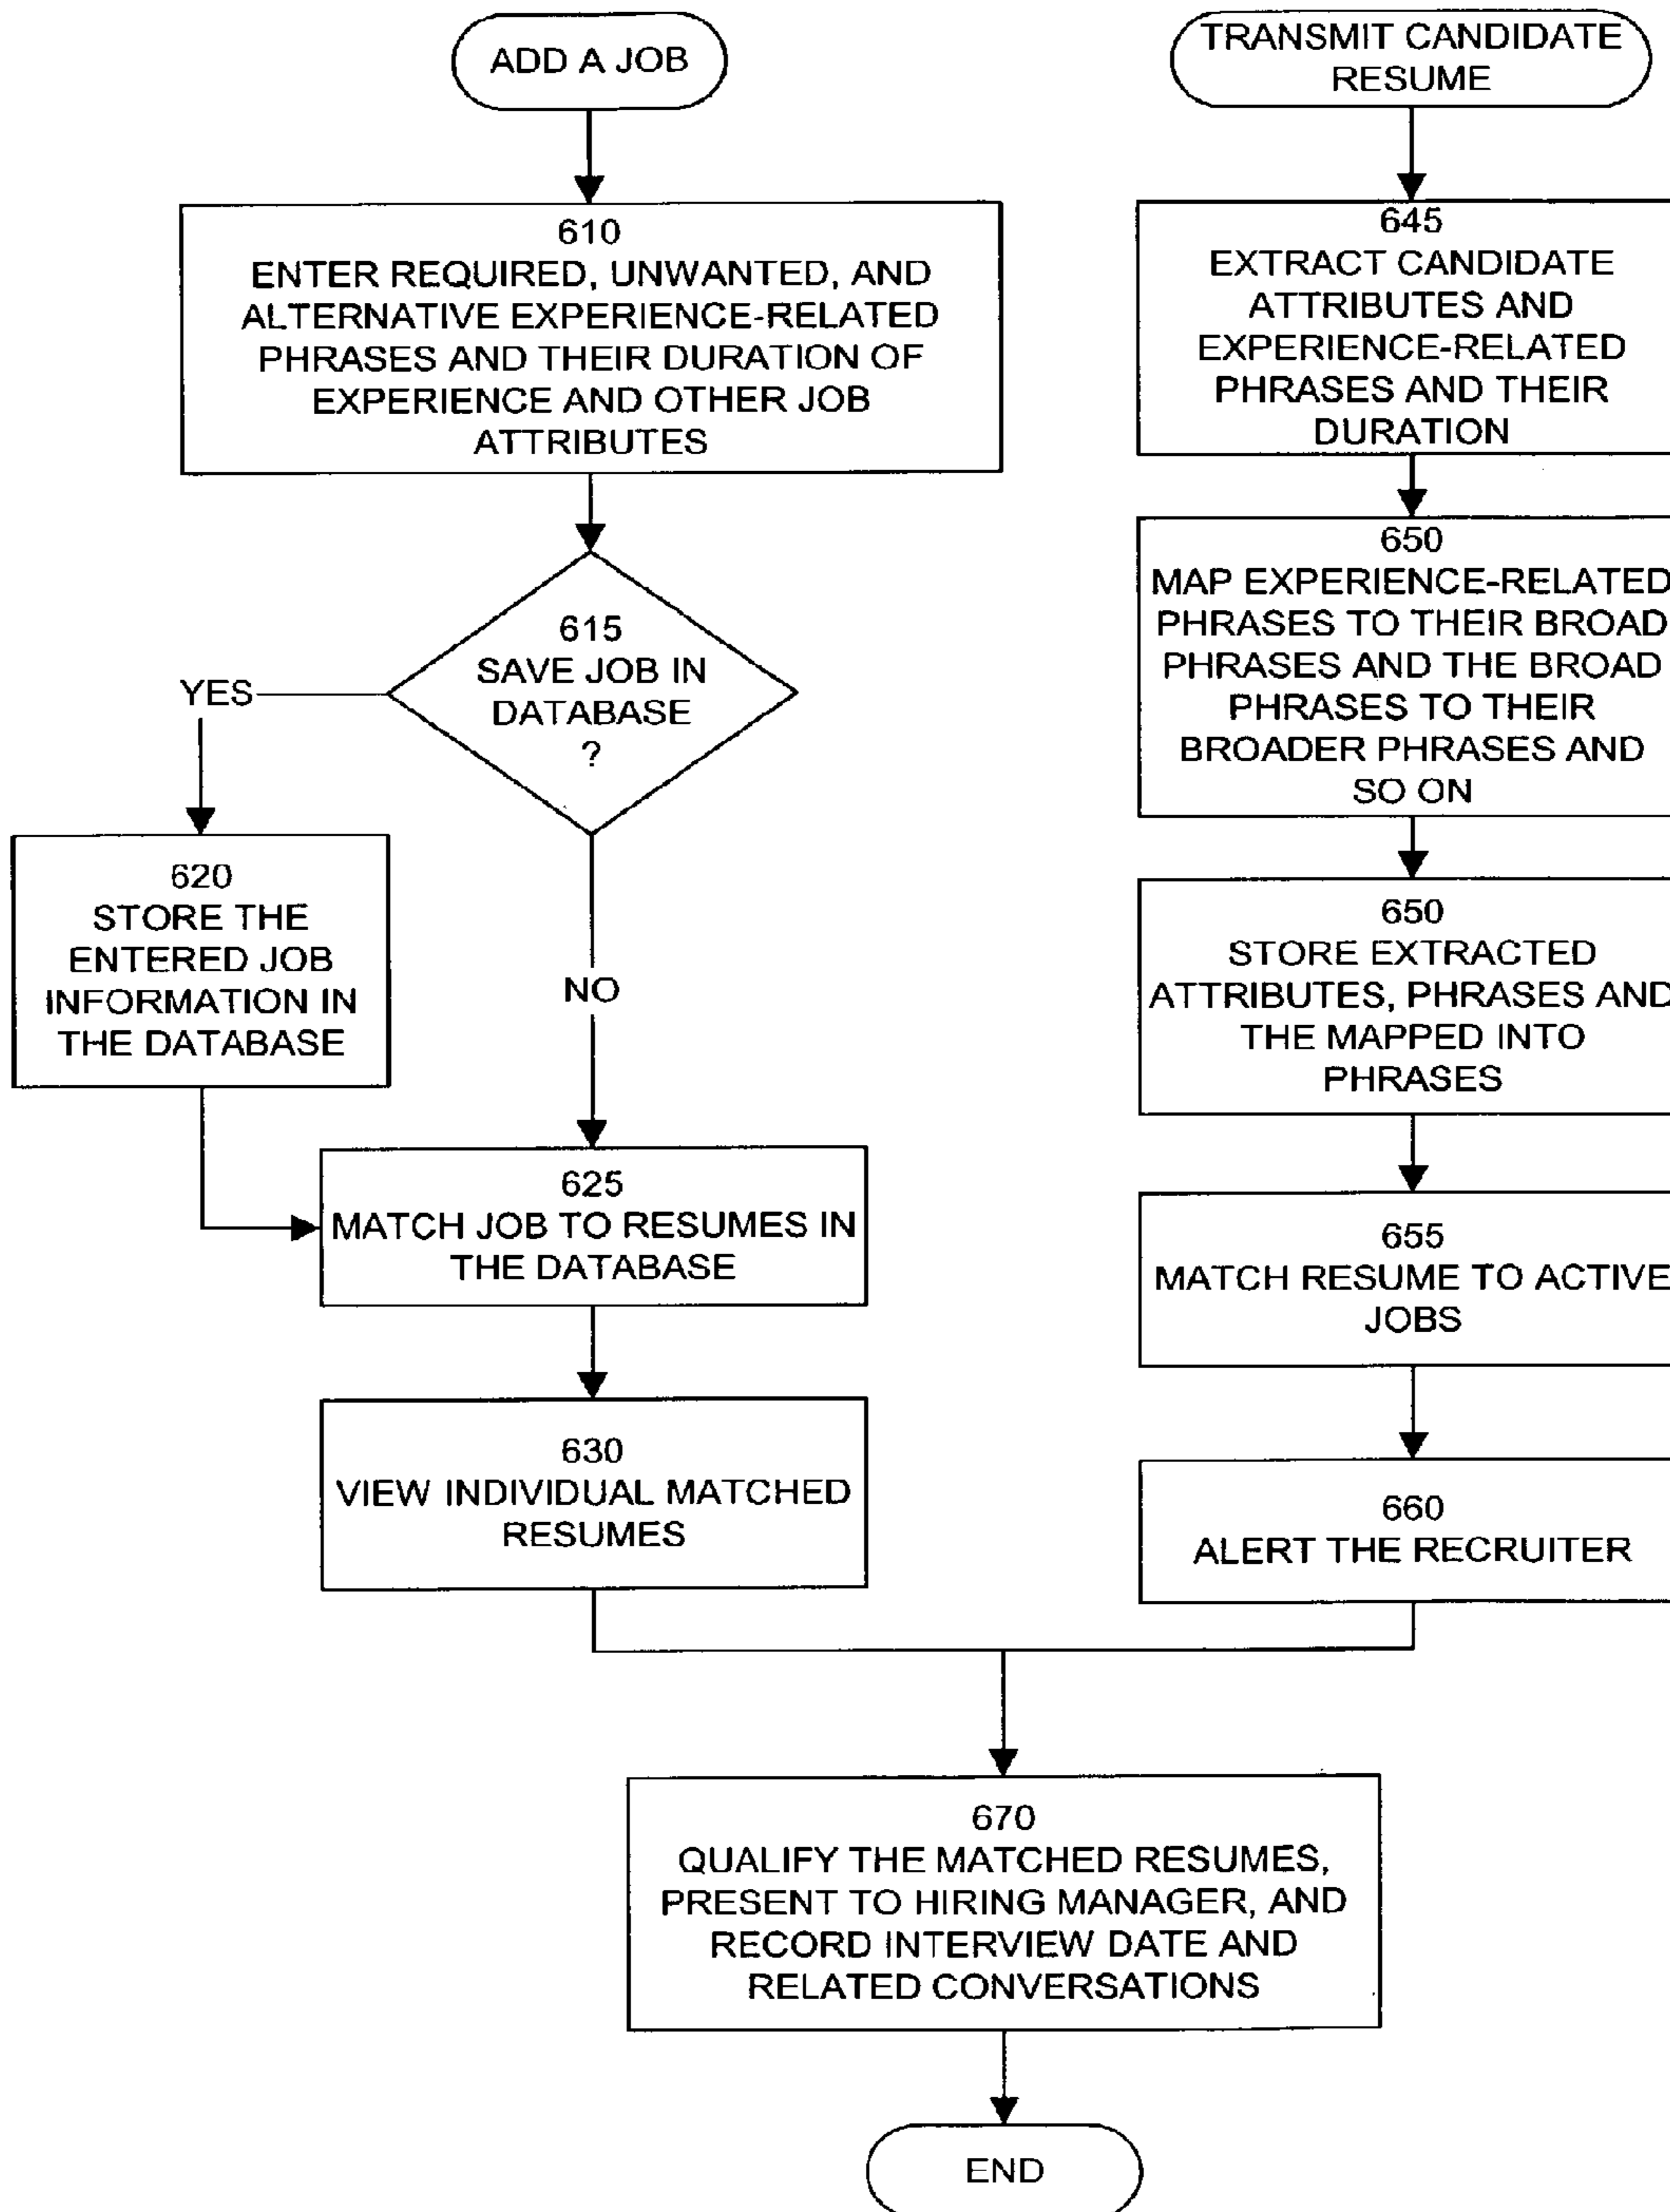 ADD A JOB
610
ENTER REQUIRED, UNWANTED, AND
ALTERNATIVE EXPERIENCE-RELATED
PHRASES AND THEIR DURATION OF
EXPERIENCE AND OTHER JOB
ATTRIBUTES
615
SAVE JOB IN
DATABASE
?
YES
620
STORE THE
ENTERED JOB
INFORMATION IN
THE DATABASE
NO
625
MATCH JOB TO RESUMES IN
THE DATABASE
630
VIEW INDIVIDUAL MATCHED
RESUMES
TRANSMIT CANDIDATE
RESUME
645
EXTRACT CANDIDATE
ATTRIBUTES AND
EXPERIENCE-RELATED
PHRASES AND THEIR
DURATION
650
MAP EXPERIENCE-RELATED
PHRASES TO THEIR BROAD
PHRASES AND THE BROAD
PHRASES TO THEIR
BROADER PHRASES AND
SO ON
650
STORE EXTRACTED
ATTRIBUTES, PHRASES AND
THE MAPPED INTO
PHRASES
655
MATCH RESUME TO ACTIVE
JOBS
660
ALERT THE RECRUITER
670
QUALIFY THE MATCHED RESUMES,
PRESENT TO HIRING MANAGER, AND
RECORD INTERVIEW DATE AND
RELATED CONVERSATIONS
END